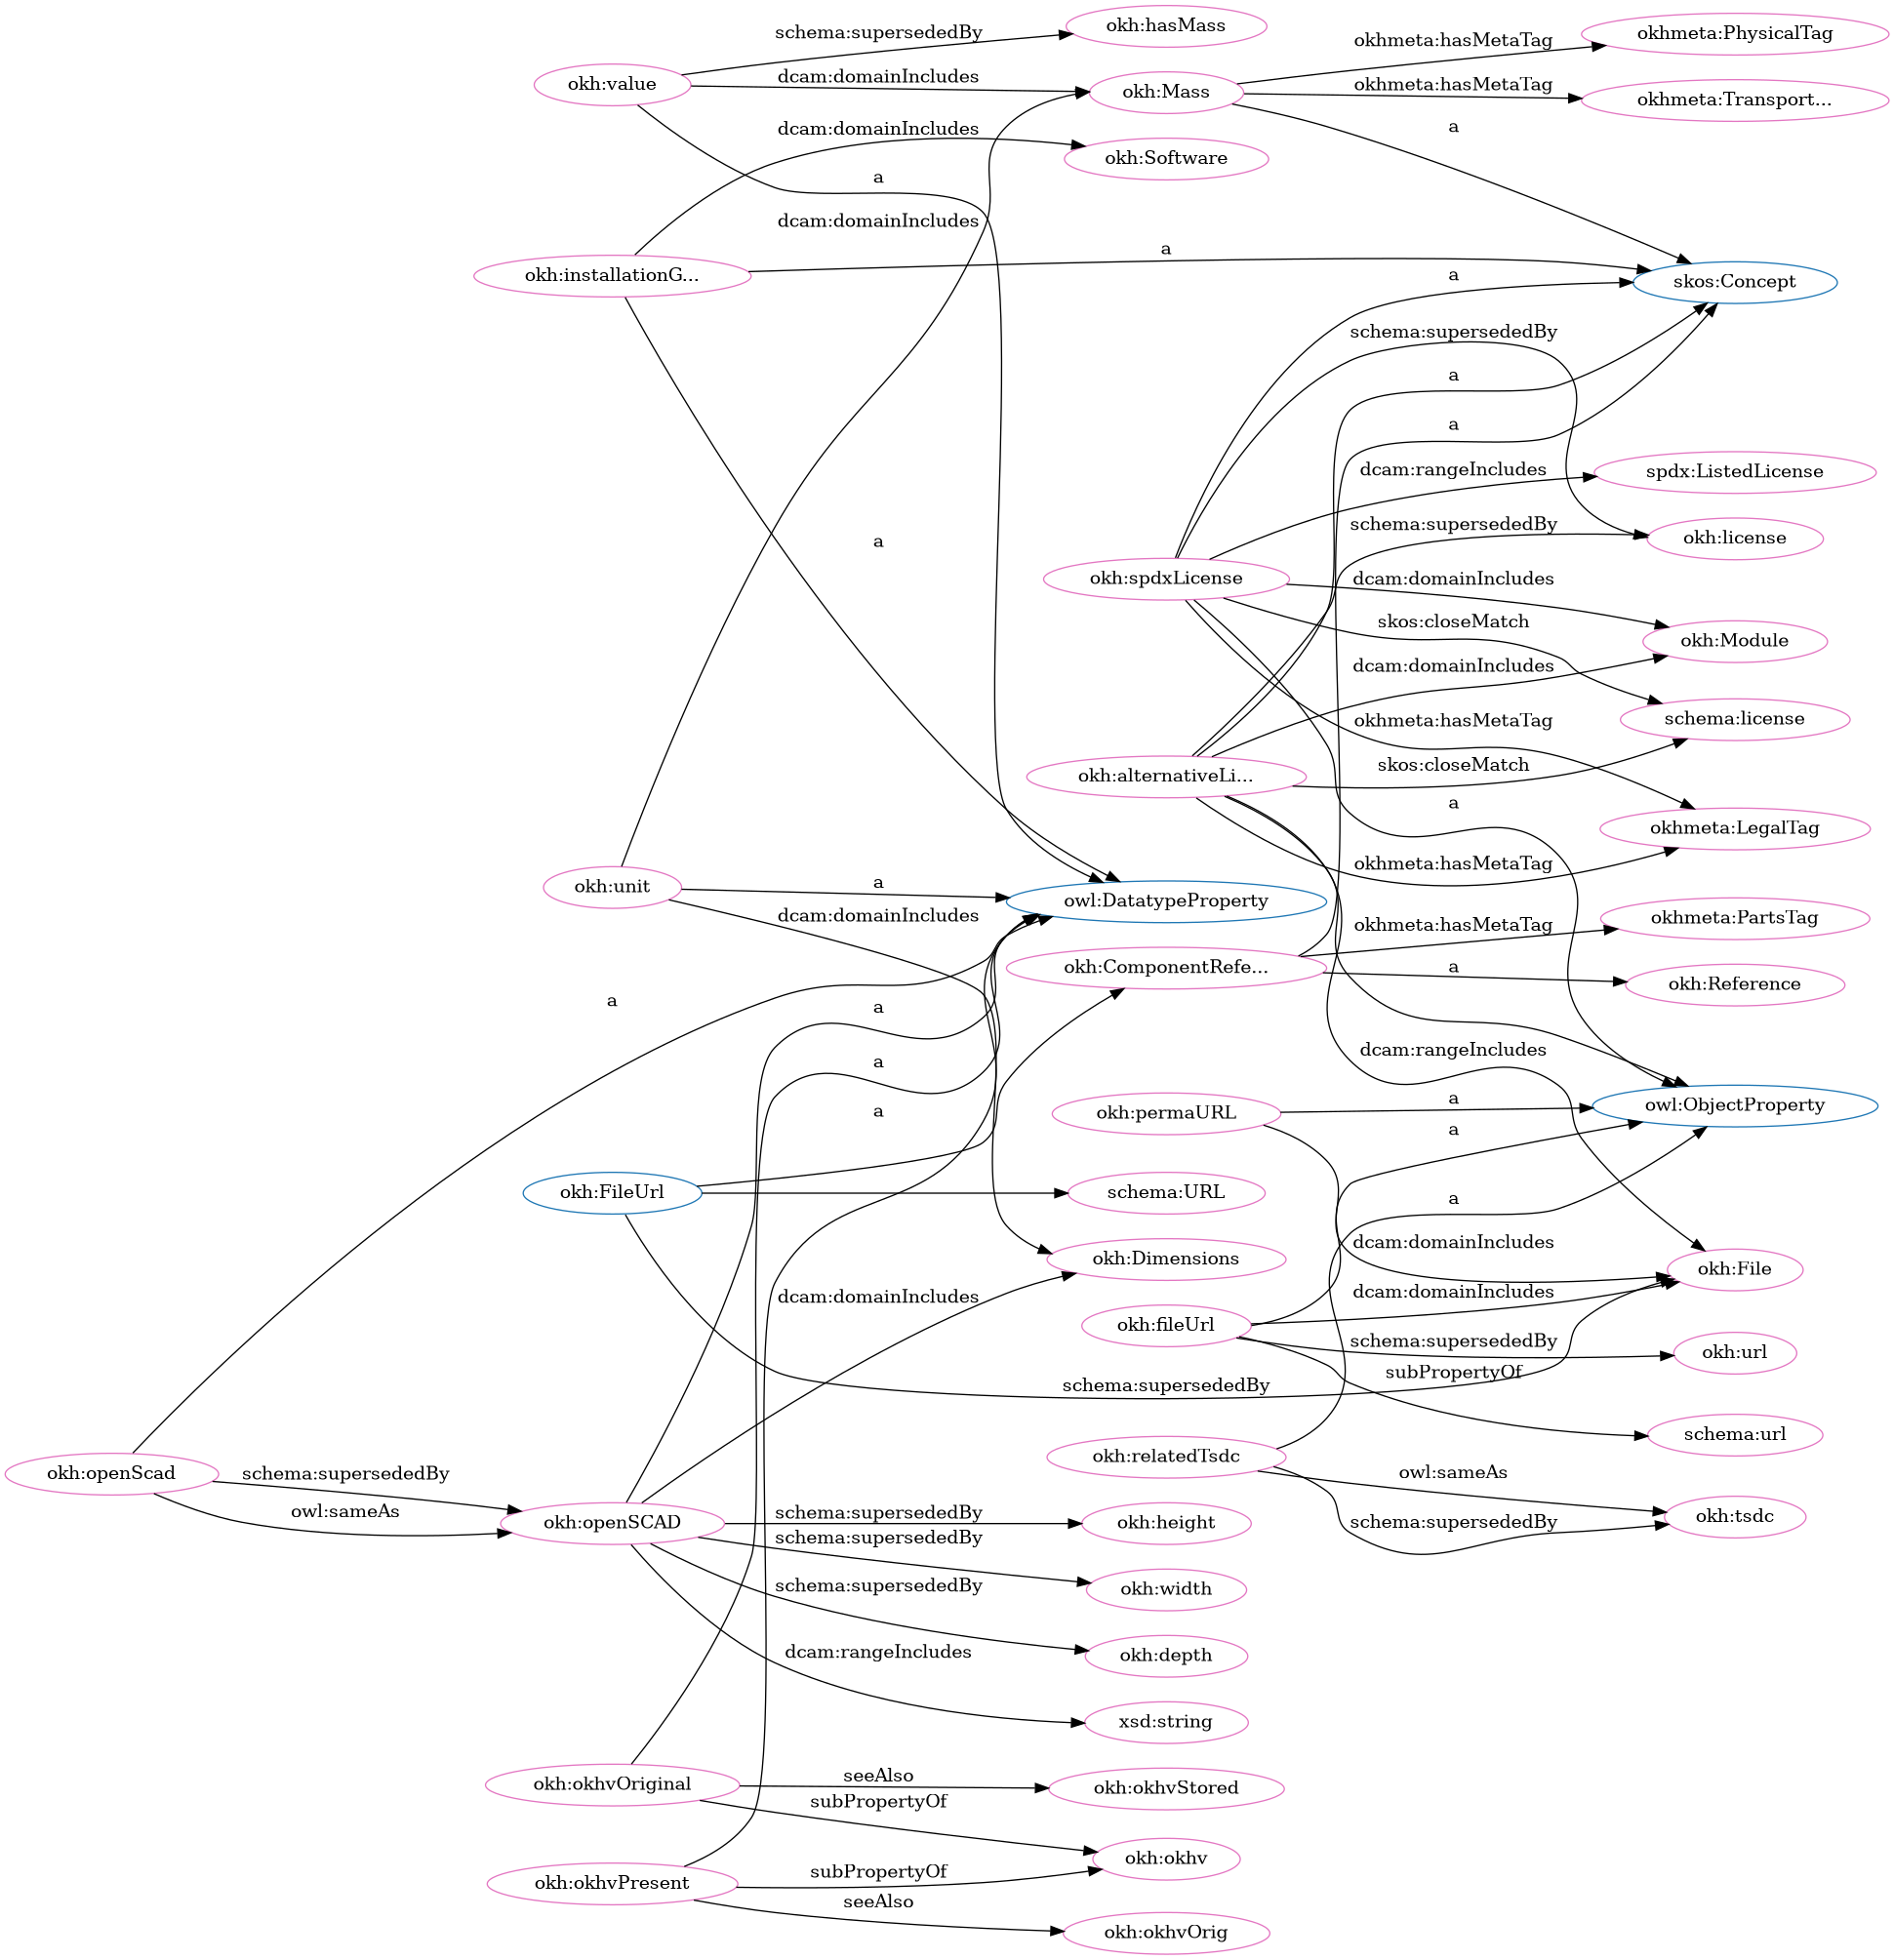 okh:hasMass
schema:supersededBy
okhmeta:PhysicalTag
okhmeta:hasMetaTag
okh:value
dcam:domainIncludes
okh:Mass
okhmeta:hasMetaTag
okhmeta:Transport...
dcam:domainIncludes
a
okh:Software
a
dcam:domainIncludes
a
okh:installationG...
a
skos:Concept
schema:supersededBy
a
a
dcam:rangeIncludes
spdx:ListedLicense
schema:supersededBy
okh:license
a
okh:spdxLicense
dcam:domainIncludes
skos:closeMatch
okh:Module
dcam:domainIncludes
okhmeta:hasMetaTag
schema:license
skos:closeMatch
okh:alternativeLi...
a
okhmeta:LegalTag
okhmeta:hasMetaTag
okh:unit
a
owl:DatatypeProperty
dcam:domainIncludes
okhmeta:hasMetaTag
okhmeta:PartsTag
okh:ComponentRefe...
a
okh:Reference
a
a
dcam:rangeIncludes
a
a
okh:permaURL
a
owl:ObjectProperty
a
okh:FileUrl
schema:URL
a
dcam:domainIncludes
okh:Dimensions
okh:File
dcam:domainIncludes
dcam:domainIncludes
okh:fileUrl
schema:supersededBy
okh:url
schema:supersededBy
subPropertyOf
schema:url
okh:openScad
schema:supersededBy
okh:relatedTsdc
owl:sameAs
owl:sameAs
okh:openSCAD
schema:supersededBy
okh:height
schema:supersededBy
okh:tsdc
schema:supersededBy
okh:width
schema:supersededBy
okh:depth
dcam:rangeIncludes
xsd:string
okh:okhvOriginal
seeAlso
okh:okhvStored
subPropertyOf
okh:okhv
subPropertyOf
okh:okhvPresent
seeAlso
okh:okhvOrig